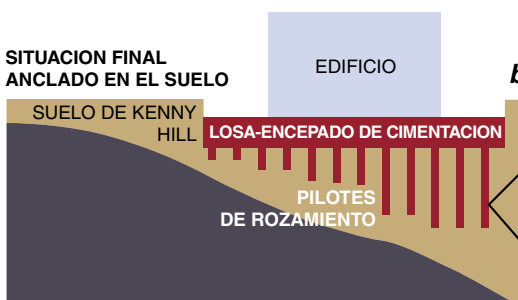 SITUACION FINAL
ANCLADO EN EL SUELO
EDIFICIO
b
SUELO DE KENNY
HILL
LOSA-ENCEPADO DE CIMENTACION
PILOTES
DE ROZAMIENTO